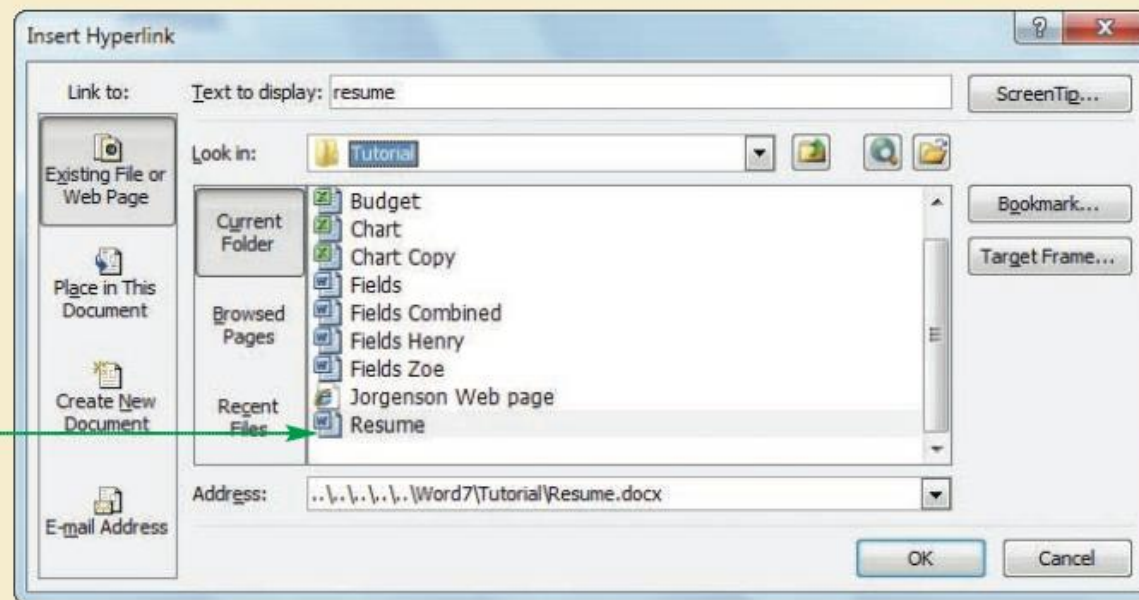 Insert Hyperlink
Link to:
Text to display: resume
ScreenTip...
Existing File or
Web Page
Look in: Tutorial
Current
Folder
Budget
Chart
Chart Copy
Fields
Fields Combined
Fields Henry
Fields Zoe
Jorgenson Web page
Resume
Bookmark...
Target Frame...
Place in This
Document
Browsed
Pages
Create New
Document
Recent
Files
E-mail Address
Address: ..\..\..\..\..\Word7\Tutorial\Resume.docx
OK
Cancel